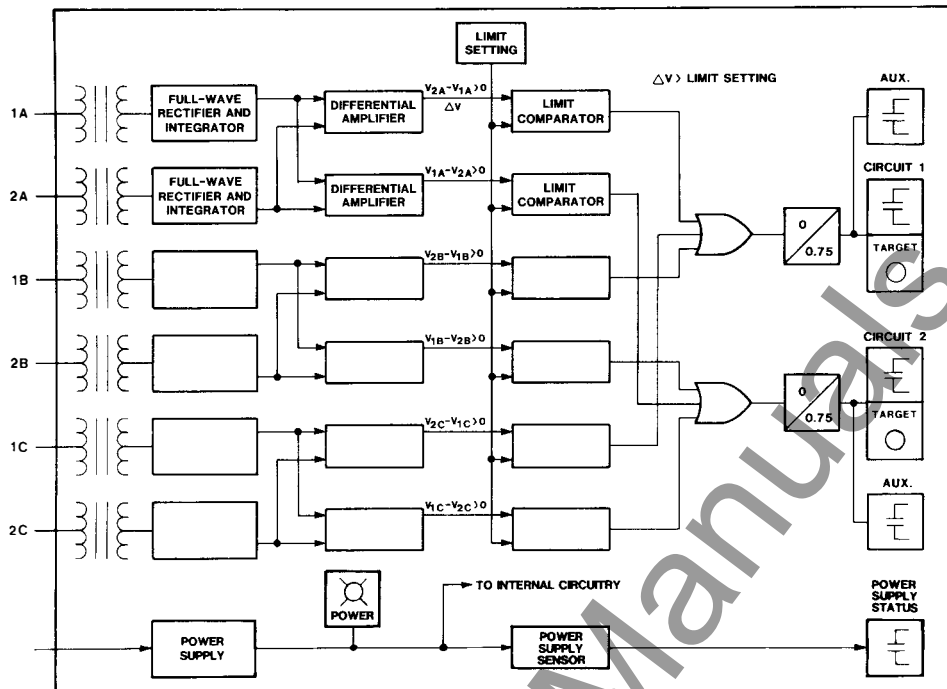 LIMIT
SETTING
△V > LIMIT SETTING
AUX.
1A
FULL-WAVE
RECTIFIER AND
INTEGRATOR
DIFFERENTIAL
AMPLIFIER
V2A-V1A>0
△V
LIMIT
COMPARATOR
CIRCUIT 1
2A
FULL-WAVE
RECTIFIER AND
INTEGRATOR
DIFFERENTIAL
AMPLIFIER
V1A-V2A>0
LIMIT
COMPARATOR
0
0.75
TARGET
1B
V2B-V1B>0
CIRCUIT 2
2B
V1B-V2B>0
0
0.75
TARGET
1C
V2C-V1C>0
AUX.
2C
V1C-V2C>0
POWER
TO INTERNAL CIRCUITRY
POWER
SUPPLY
STATUS
POWER
SUPPLY
POWER
SUPPLY
SENSOR
Manuals